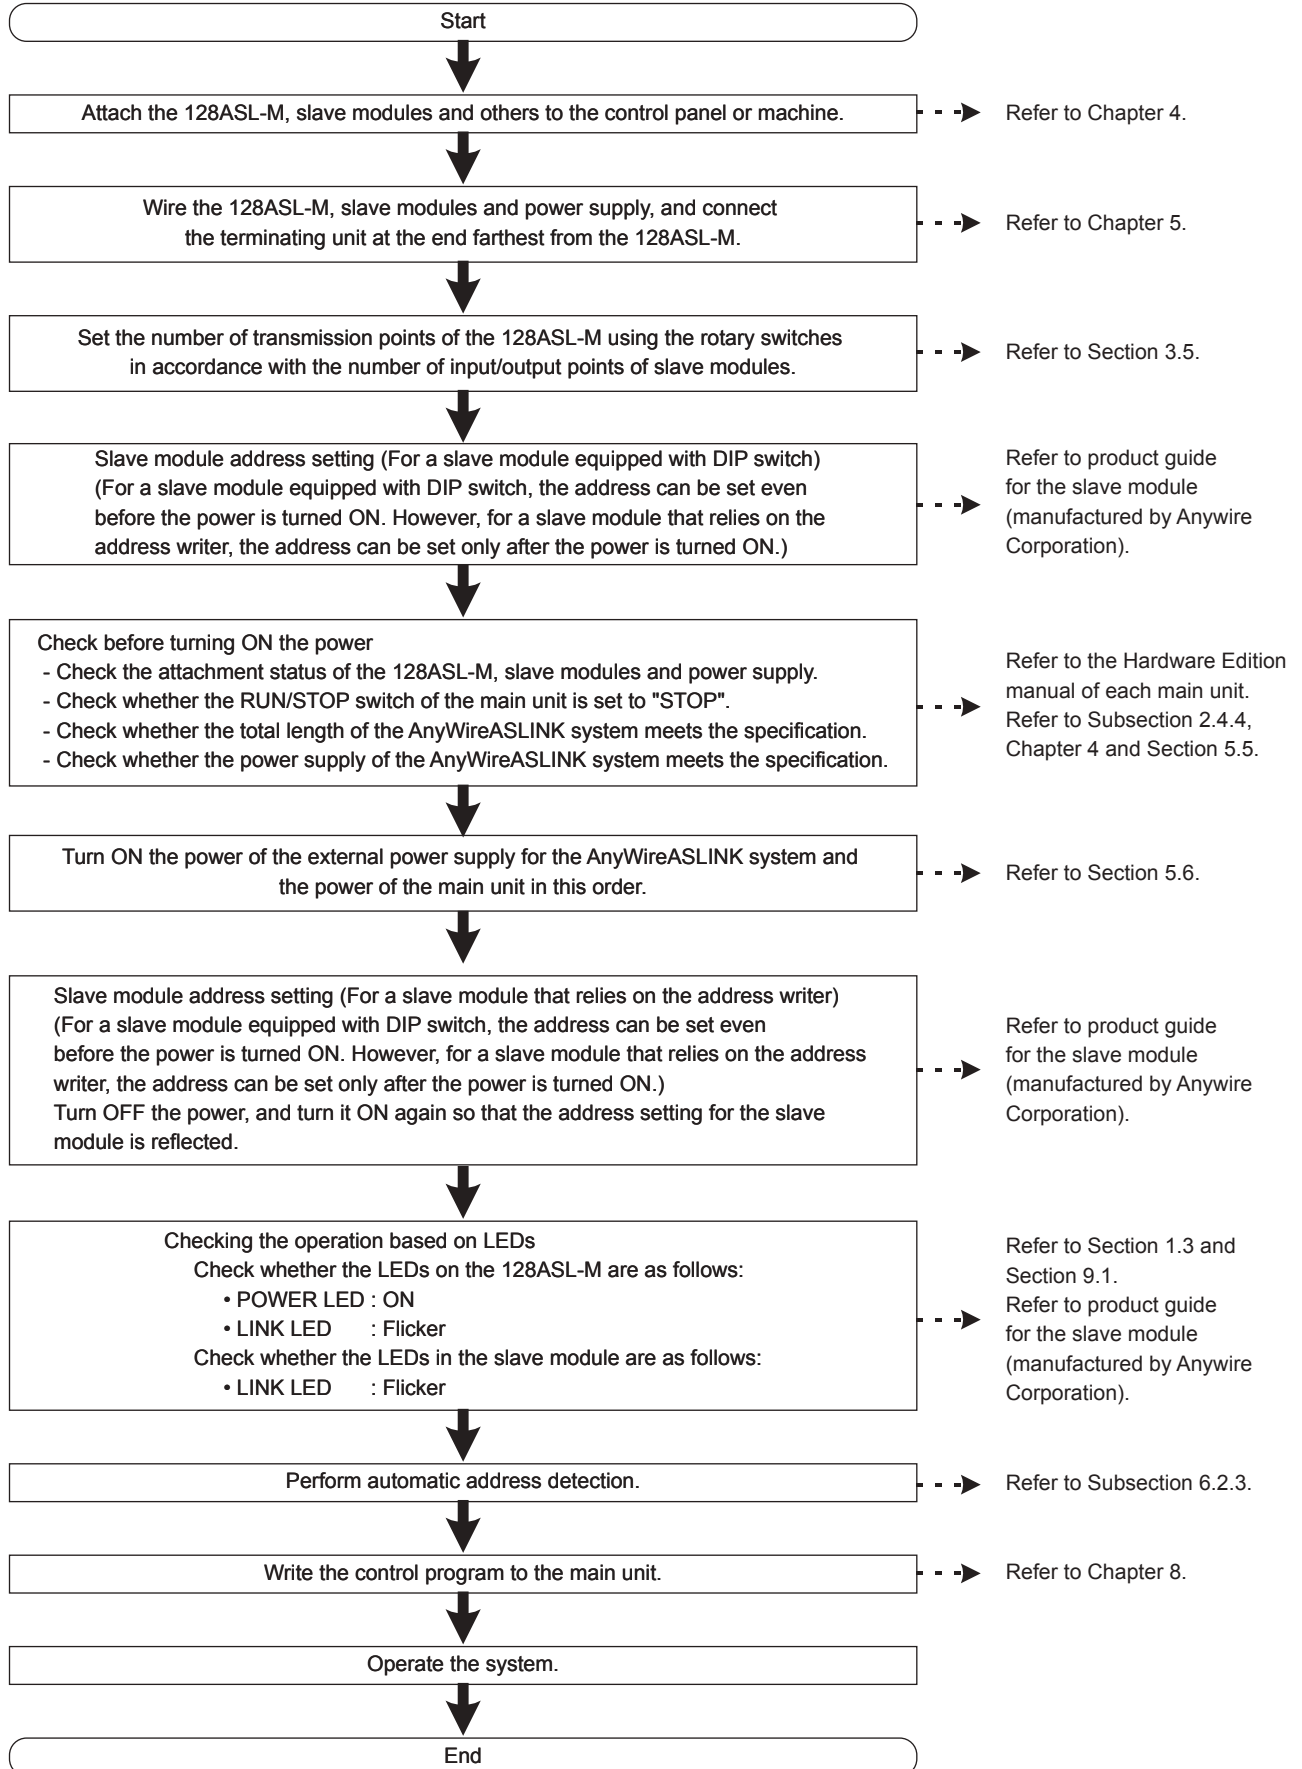 Start
Attach the 128ASL-M, slave modules and others to the control panel or machine.
Refer to Chapter 4.
Wire the 128ASL-M, slave modules and power supply, and connect
the terminating unit at the end farthest from the 128ASL-M.
Refer to Chapter 5.
Set the number of transmission points of the 128ASL-M using the rotary switches
in accordance with the number of input/output points of slave modules.
Refer to Section 3.5.
Slave module address setting (For a slave module equipped with DIP switch)
(For a slave module equipped with DIP switch, the address can be set even
before the power is turned ON. However, for a slave module that relies on the
address writer, the address can be set only after the power is turned ON.)
Refer to product guide
for the slave module
(manufactured by Anywire
Corporation).
Check before turning ON the power
- Check the attachment status of the 128ASL-M, slave modules and power supply.
- Check whether the RUN/STOP switch of the main unit is set to "STOP".
- Check whether the total length of the AnyWireASLINK system meets the specification.
- Check whether the power supply of the AnyWireASLINK system meets the specification.
Refer to the Hardware Edition
manual of each main unit.
Refer to Subsection 2.4.4,
Chapter 4 and Section 5.5.
Turn ON the power of the external power supply for the AnyWireASLINK system and
the power of the main unit in this order.
Refer to Section 5.6.
Slave module address setting (For a slave module that relies on the address writer)
(For a slave module equipped with DIP switch, the address can be set even
before the power is turned ON. However, for a slave module that relies on the address
writer, the address can be set only after the power is turned ON.)
Turn OFF the power, and turn it ON again so that the address setting for the slave
module is reflected.
Refer to product guide
for the slave module
(manufactured by Anywire
Corporation).
Checking the operation based on LEDs
Check whether the LEDs on the 128ASL-M are as follows:
• POWER LED : ON
• LINK LED : Flicker
Check whether the LEDs in the slave module are as follows:
• LINK LED : Flicker
Refer to Section 1.3 and
Section 9.1.
Refer to product guide
for the slave module
(manufactured by Anywire
Corporation).
Perform automatic address detection.
Refer to Subsection 6.2.3.
Write the control program to the main unit.
Refer to Chapter 8.
Operate the system.
End